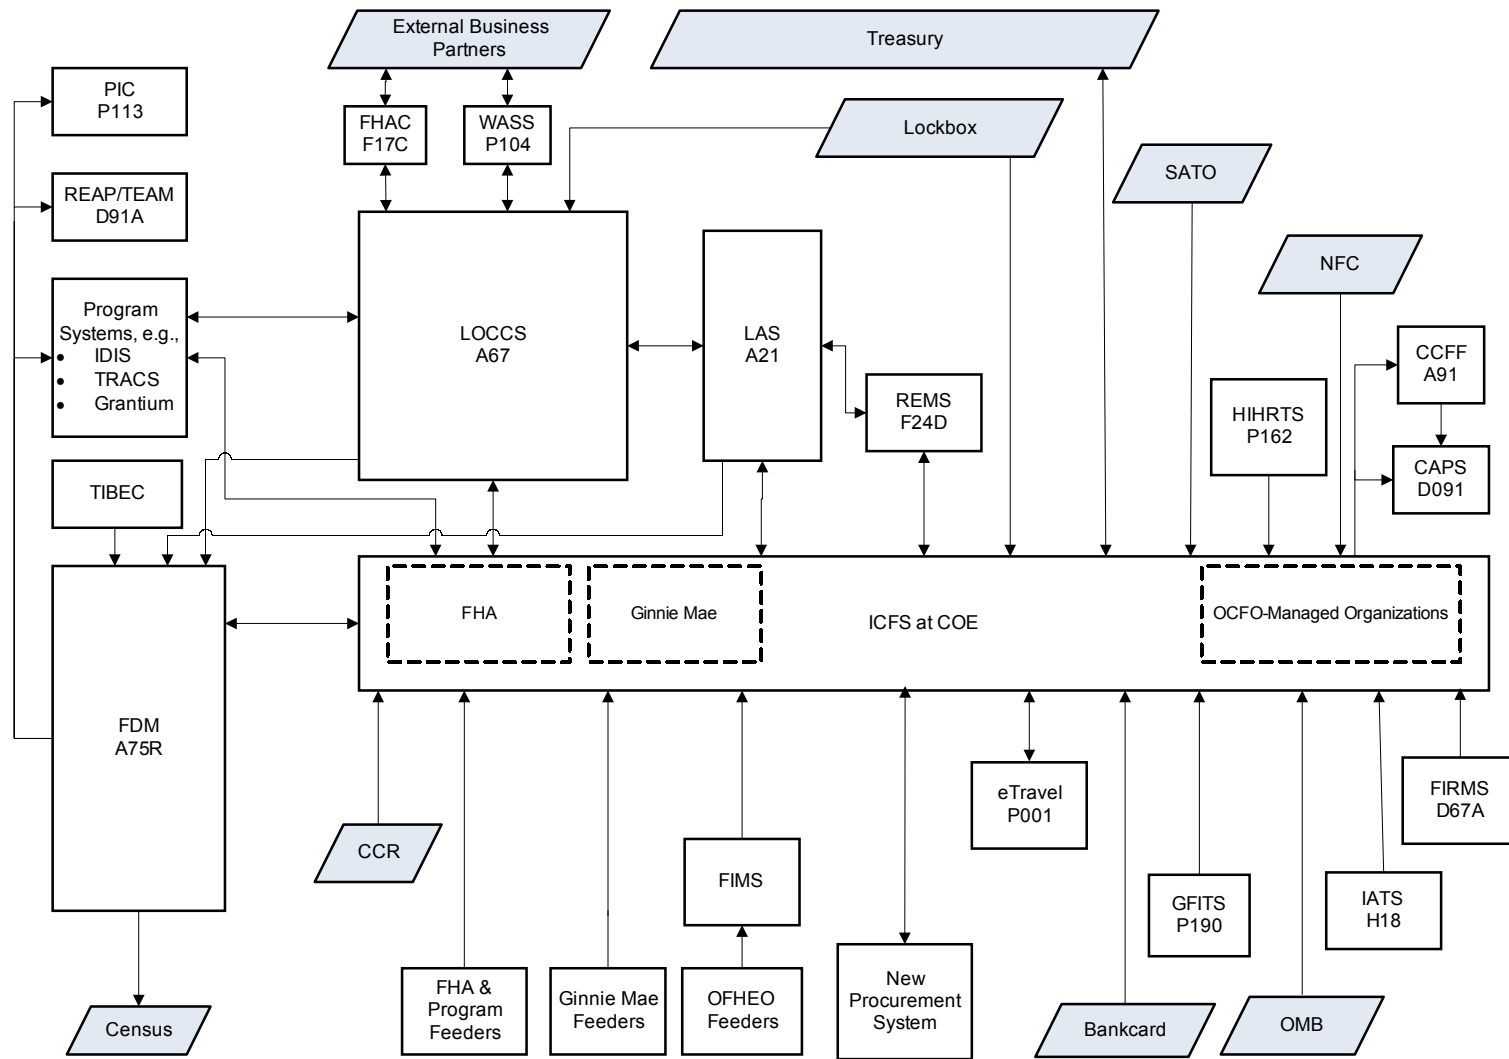 External Business
Partners
Treasury
PIC
P113
FHAC
F17C
WASS
P104
Lockbox
SATO
REAP/TEAM
D91A
NFC
Program
Systems, e.g.,
• IDIS
• TRACS
• Grantium
LOCCS
A67
LAS
A21
CCFF
A91
REMS
F24D
HIHRTS
P162
CAPS
D091
TIBEC
FHA
Ginnie Mae
ICFS at COE
OCFO-Managed Organizations
FDM
A75R
eTravel
P001
FIRMS
D67A
CCR
FIMS
GFITS
P190
IATS
H18
FHA &
Program
Feeders
Ginnie Mae
Feeders
OFHEO
Feeders
New
Procurement
System
Census
Bankcard
OMB